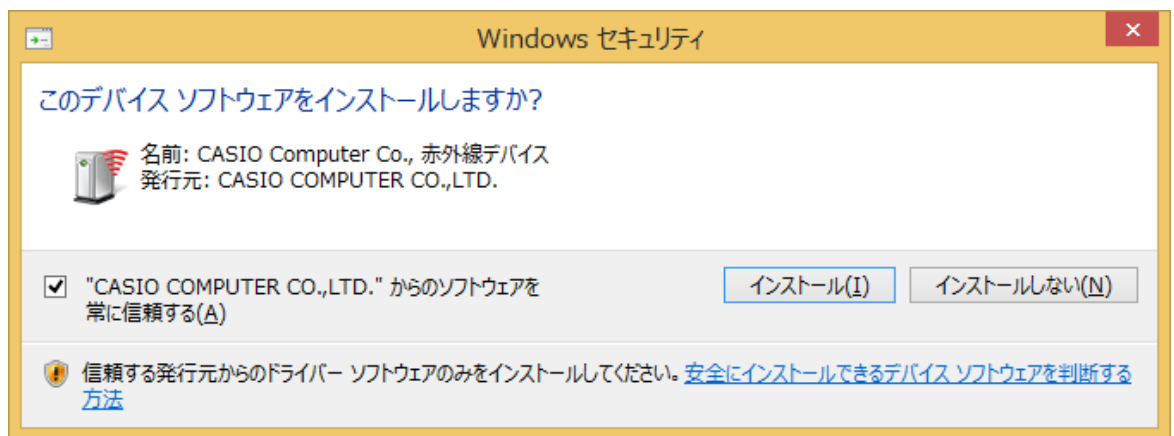 Windows セキュリティ
このデバイス ソフトウェアをインストールしますか?
名前: CASIO Computer Co., 赤外線デバイス
発行元: CASIO COMPUTER CO.,LTD.
"CASIO COMPUTER CO.,LTD." からのソフトウェアを
常に信頼する(A)
インストール(I)
インストールしない(N)
信頼する発行元からのドライバー ソフトウェアのみをインストールしてください。安全にインストールできるデバイス ソフトウェアを判断する
方法